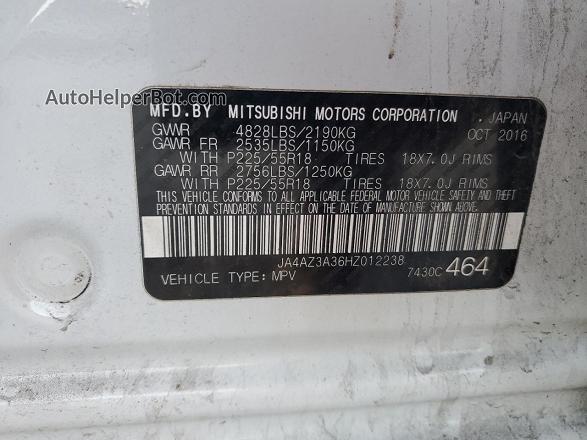 AutoHelperBot.com
MFD.BY MITSUBISHI MOTORS CORPORATION , JAPAN
GVWR 4828LBS/2190KG OCT 2016
GAWR FR 2535LBS/1150KG
WITH P225/55R18 TIRES 18X7.0J RIMS
GAWR RR 2756LBS/1250KG
WITH P225/55R18 TIRES 18X7.0J RIMS
THIS VEHICLE CONFORMS TO ALL APPLICABLE FEDERAL MOTOR VEHICLE SAFETY AND THEFT
PREVENTION STANDARDS IN EFFECT ON THE DATE OF MANUFACTURE SHOWN ABOVE.
JA4AZ3A36HZ012238
VEHICLE TYPE: MPV 7430C 464